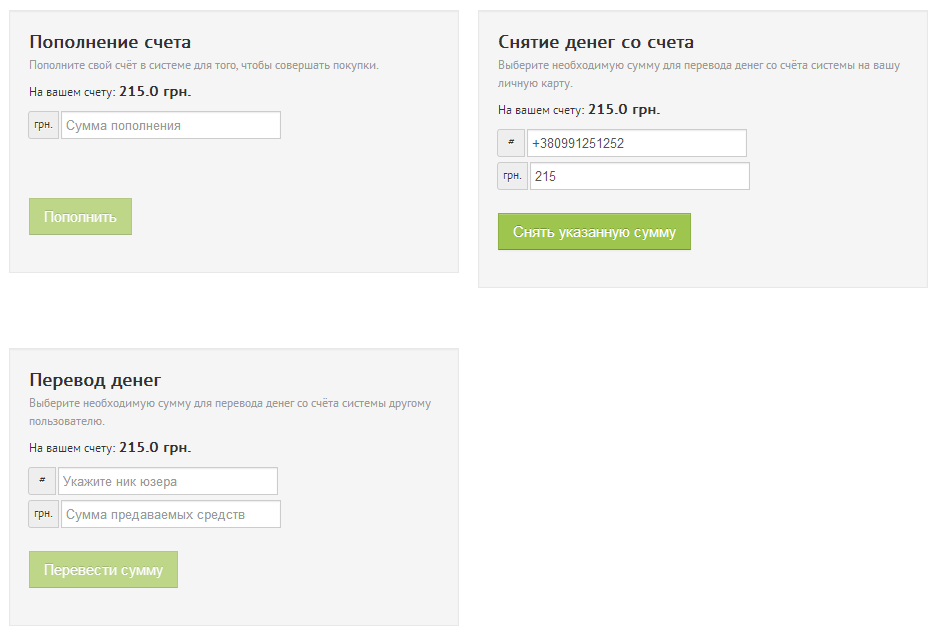 Пополнение счета
Пополните свой счёт в системе для того, чтобы совершать покупки.
На вашем счету: 215.0 грн.
грн. Сумма пополнения
Пополнить
Снятие денег со счета
Выберите необходимую сумму для перевода денег со счёта системы на вашу
личную карту.
На вашем счету: 215.0 грн.
# +380991251252
грн. 215
Снять указанную сумму
Перевод денег
Выберите необходимую сумму для перевода денег со счёта системы другому
пользователю.
На вашем счету: 215.0 грн.
# Укажите ник юзера
грн. Сумма предаваемых средств
Перевести сумму